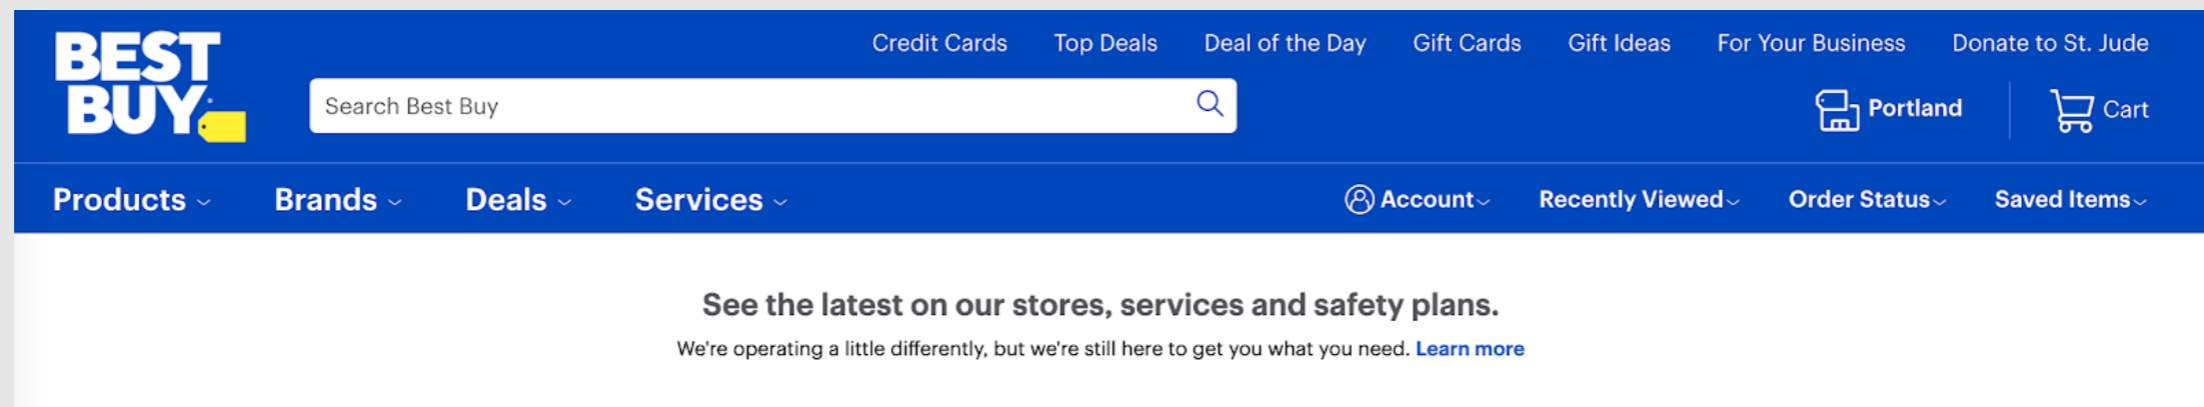 BEST
BUY
Credit Cards Top Deals Deal of the Day Gift Cards Gift Ideas For Your Business Donate to St. Jude
Search Best Buy
Portland Cart
Products Brands Deals Services Account Recently Viewed Order Status Saved Items
See the latest on our stores, services and safety plans.
We're operating a little differently, but we're still here to get you what you need. Learn more